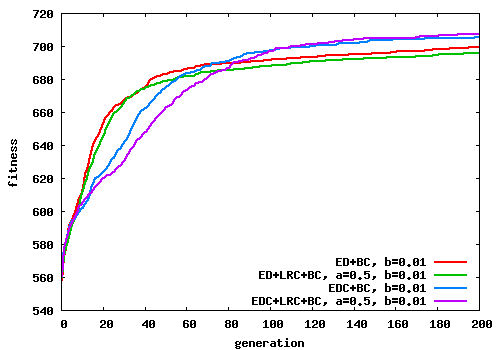 720
700
680
660
640
620
600
580
560
540
fitness
ED+BC, b=0.01
ED+LRC+BC, a=0.5, b=0.01
EDC+BC, b=0.01
EDC+LRC+BC, a=0.5, b=0.01
0 20 40 60 80 100 120 140 160 180 200
generation